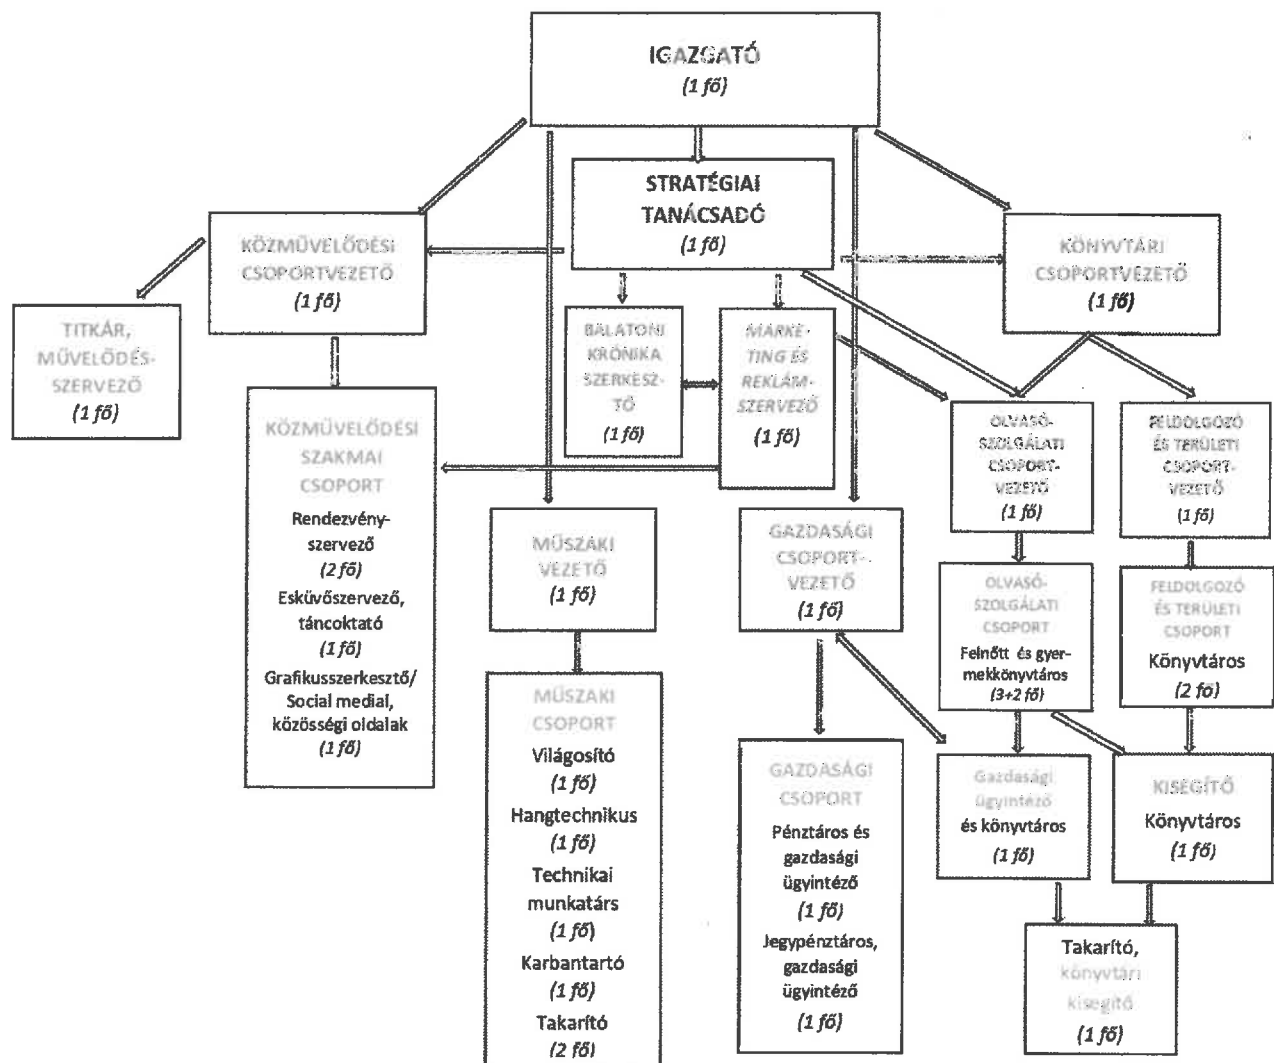 IGAZGATÓ
(1 fő)
STRATÉGIAI
TANÁCSADÓ
(1 fő)
KÖZMŰVELŐDÉSI
CSOPORTVEZETŐ
(1 fő)
KÖNYVTÁRI
CSOPORTVEZETŐ
(1 fő)
TITKÁR,
MŰVELŐDÉS-
SZERVEZŐ
(1 fő)
BALATONI
KRÓNIKA
SZERKESZ-
TŐ
(1 fő)
MARKE-
TING ÉS
REKLÁM-
SZERVEZŐ
(1 fő)
KÖZMŰVELŐDÉSI
SZAKMAI
CSOPORT
Rendezvény-
szervező
(2 fő)
Esküvőszervező,
táncoktató
(1 fő)
Grafikusszerkesztő/
Social medial,
közösségi oldalak
(1 fő)
OLVASÓ-
SZOLGÁLATI
CSOPORT-
VEZETŐ
(1 fő)
FELDOLGOZÓ
ÉS TERÜLETI
CSOPORT-
VEZETŐ
(1 fő)
MŰSZAKI
VEZETŐ
(1 fő)
GAZDASÁGI
CSOPORT-
VEZETŐ
(1 fő)
OLVASÓ-
SZOLGÁLATI
CSOPORT
Felnőtt és gyer-
mekkönyvtáros
(3+2 fő)
FELDOLGOZÓ
ÉS TERÜLETI
CSOPORT
Könyvtáros
(2 fő)
MŰSZAKI
CSOPORT
Világosító
(1 fő)
Hangtechnikus
(1 fő)
Technikai
munkatárs
(1 fő)
Karbantartó
(1 fő)
Takarító
(2 fő)
GAZDASÁGI
CSOPORT
Pénztáros és
gazdasági
ügyintéző
(1 fő)
Jegypénztáros,
gazdasági
ügyintéző
(1 fő)
Gazdasági
ügyintéző
és könyvtáros
(1 fő)
KISEGÍTŐ
Könyvtáros
(1 fő)
Takarító,
könyvtári
kisegítő
(1 fő)